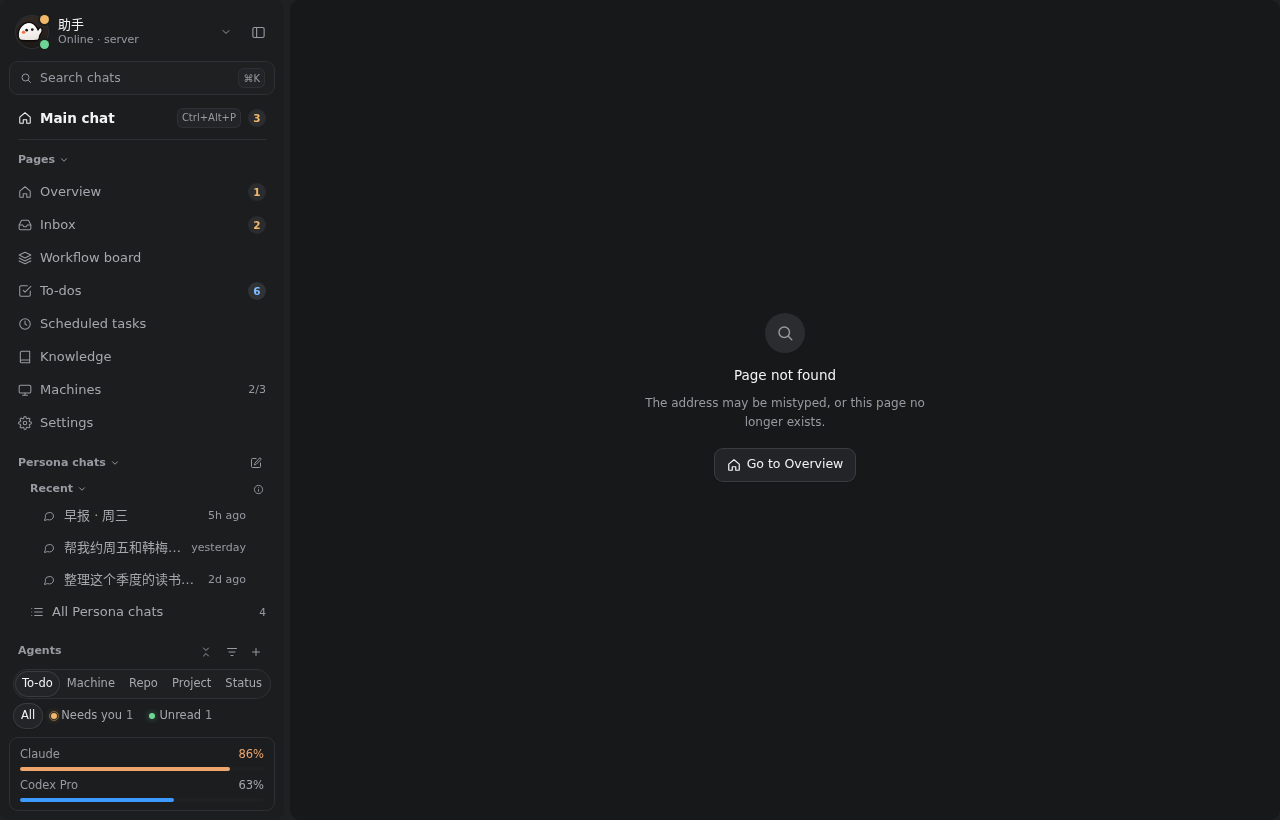 助手
Online · server
Search chats
⌘K
Main chat
Ctrl+Alt+P
3
Pages
Overview
1
Inbox
2
Workflow board
To-dos
6
Scheduled tasks
Knowledge
Machines
2/3
Settings
Persona chats
Recent
早报 · 周三
5h ago
帮我约周五和韩梅…
yesterday
整理这个季度的读书…
2d ago
All Persona chats
4
Agents
To-do
Machine
Repo
Project
Status
All
Needs you 1
Unread 1
Claude
86%
Codex Pro
63%
Page not found
The address may be mistyped, or this page no
longer exists.
Go to Overview